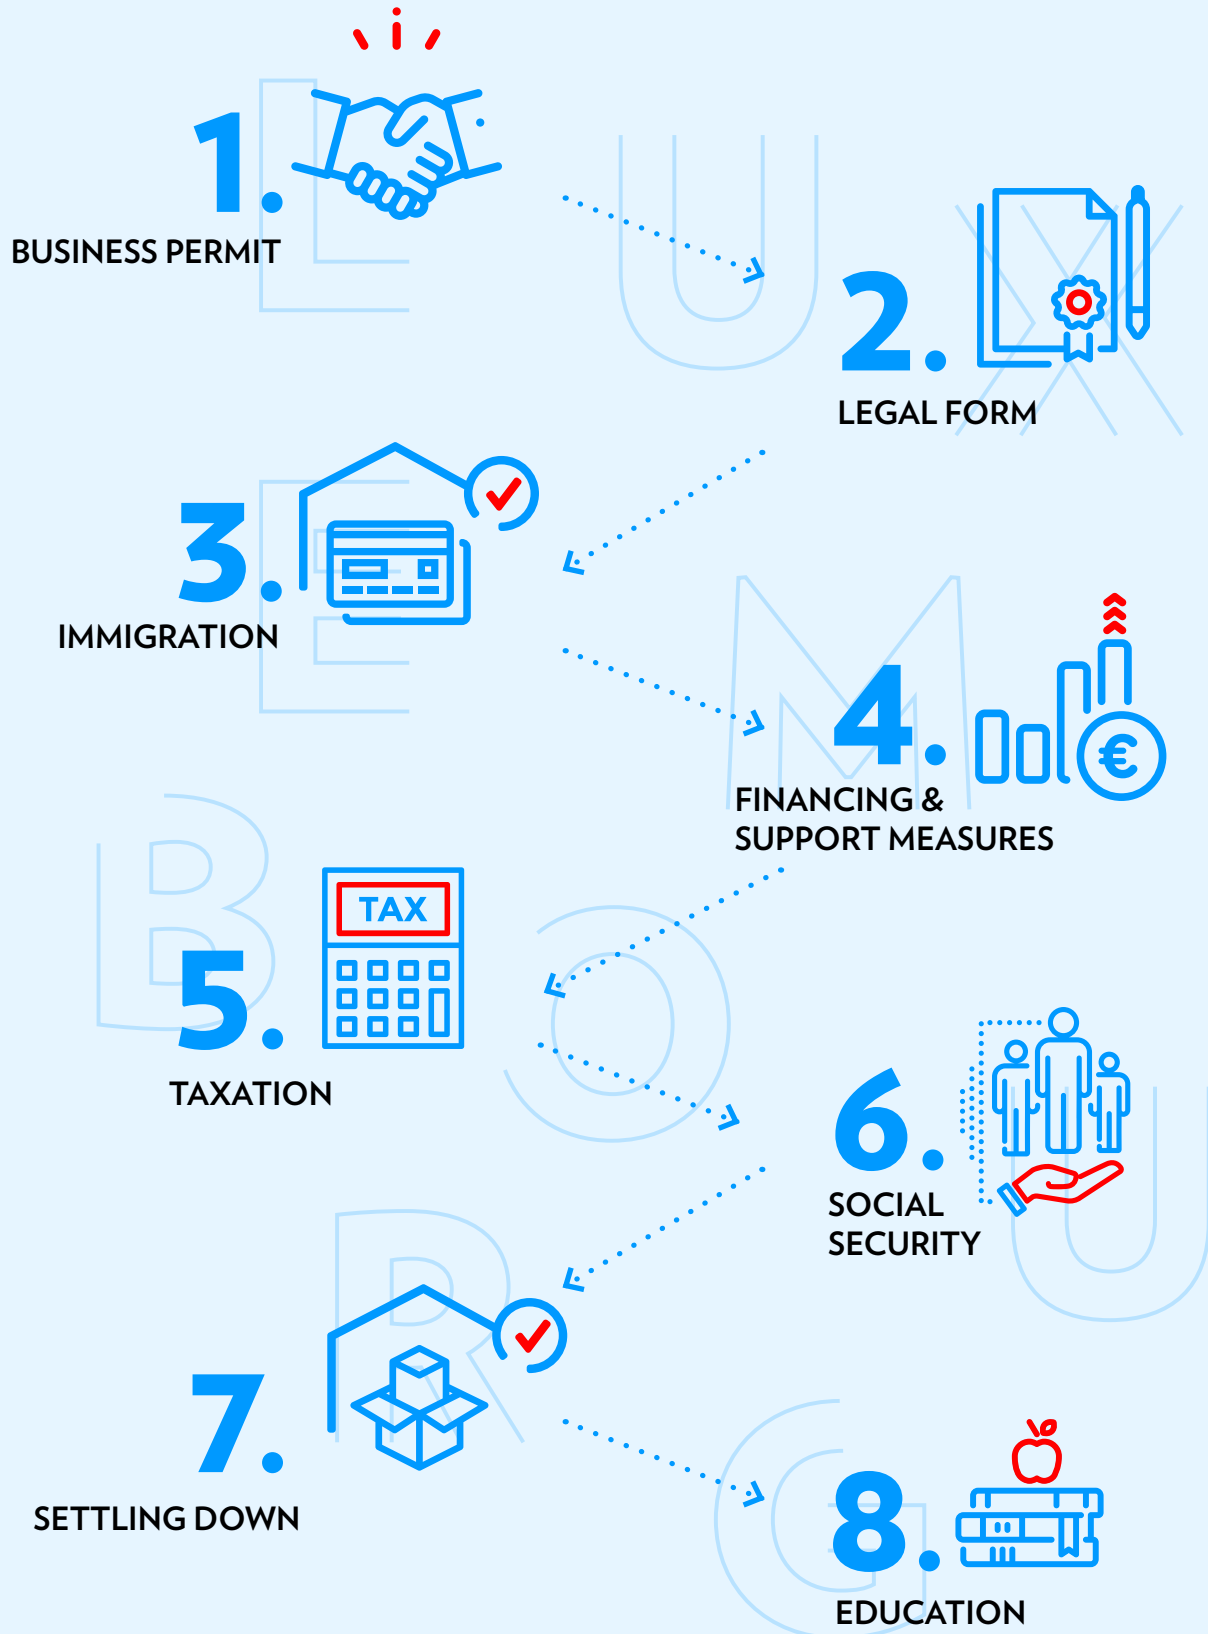 1.
BUSINESS PERMIT
2.
LEGAL FORM
3.
IMMIGRATION
4.
€
FINANCING &
SUPPORT MEASURES
TAX
5.
TAXATION
6.
SOCIAL
SECURITY
7.
SETTLING DOWN
8.
EDUCATION
L U X
E M
B O U
R G